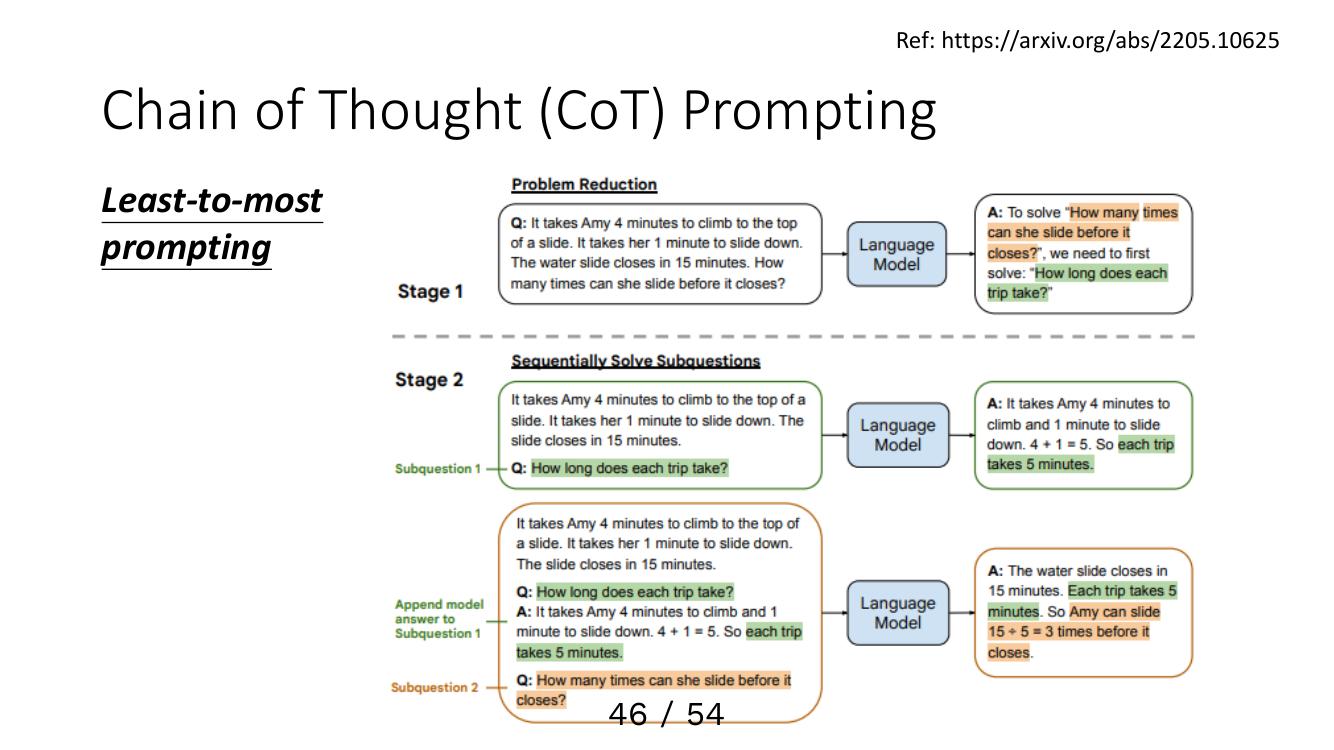 Ref: https://arxiv.org/abs/2205.10625
Chain of Thought (CoT) Prompting
Least-to-most
prompting
Problem Reduction
Stage 1
Q: It takes Amy 4 minutes to climb to the top
of a slide. It takes her 1 minute to slide down.
The water slide closes in 15 minutes. How
many times can she slide before it closes?
Language
Model
A: To solve “How many times
can she slide before it
closes?”, we need to first
solve: “How long does each
trip take?”
Stage 2
Sequentially Solve Subquestions
It takes Amy 4 minutes to climb to the top of a
slide. It takes her 1 minute to slide down. The
slide closes in 15 minutes.
Subquestion 1
Q: How long does each trip take?
Language
Model
A: It takes Amy 4 minutes to
climb and 1 minute to slide
down. 4 + 1 = 5. So each trip
takes 5 minutes.
It takes Amy 4 minutes to climb to the top of
a slide. It takes her 1 minute to slide down.
The slide closes in 15 minutes.
Append model
answer to
Subquestion 1
Q: How long does each trip take?
A: It takes Amy 4 minutes to climb and 1
minute to slide down. 4 + 1 = 5. So each trip
takes 5 minutes.
Subquestion 2
Q: How many times can she slide before it
closes?
Language
Model
A: The water slide closes in
15 minutes. Each trip takes 5
minutes. So Amy can slide
15 ÷ 5 = 3 times before it
closes.
46 / 54